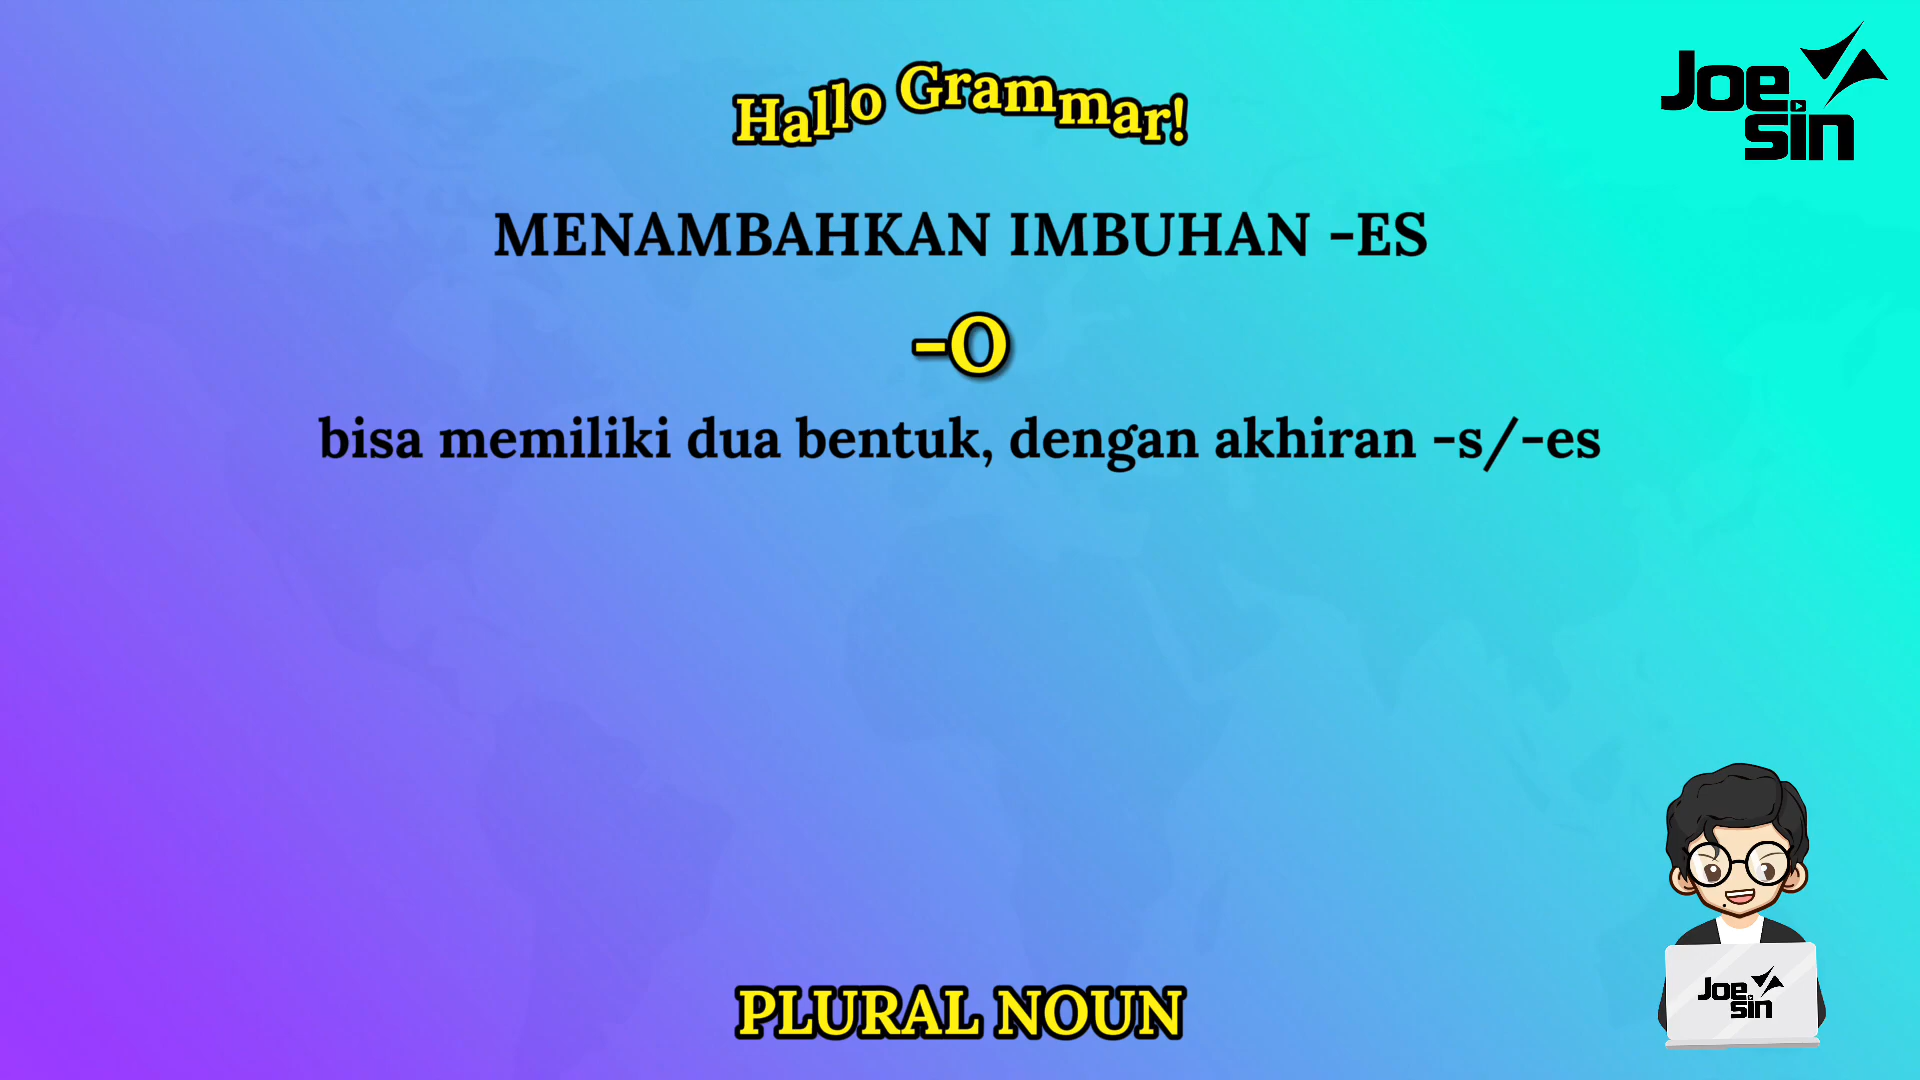 Hallo Grammar!
Joe
sin
MENAMBAHKAN IMBUHAN -ES
-O
bisa memiliki dua bentuk, dengan akhiran -s/-es
Joe
sin
PLURAL NOUN